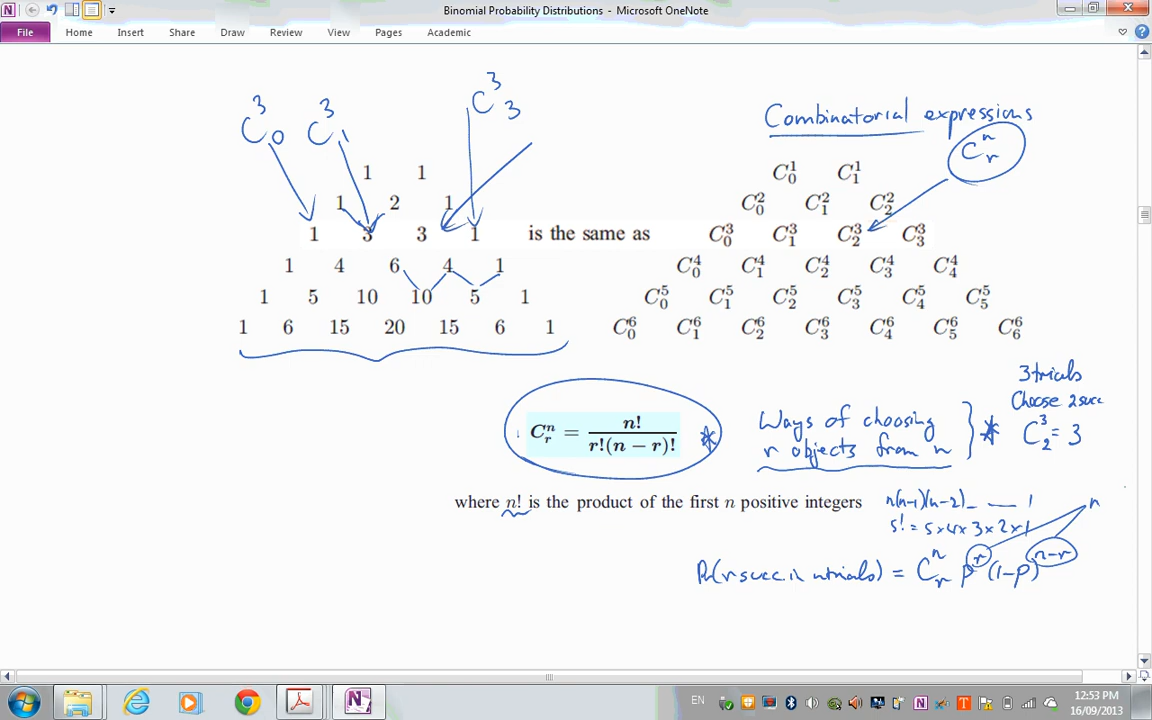 Binomial Probability Distributions - Microsoft OneNote
File Home Insert Share Draw Review View Pages Academic
C³₀ C³₁ C³₃
Combinatorial expressions
Cⁿᵣ
1 1 C¹₀ C¹₁
1 2 1 C²₀ C²₁ C²₂
1 3 3 1 is the same as C³₀ C³₁ C³₂ C³₃
1 4 6 4 1 C⁴₀ C⁴₁ C⁴₂ C⁴₃ C⁴₄
1 5 10 10 5 1 C⁵₀ C⁵₁ C⁵₂ C⁵₃ C⁵₄ C⁵₅
1 6 15 20 15 6 1 C⁶₀ C⁶₁ C⁶₂ C⁶₃ C⁶₄ C⁶₅ C⁶₆
3 trials
Choose 2 succ
C³₂ = 3
Cⁿᵣ = n! / r!(n − r)! *
Ways of choosing
r objects from n } *
where n! is the product of the first n positive integers
n(n-1)(n-2) _ __ 1
5! = 5×4×3×2×1
n
Pr(r succ. in n trials) = Cⁿᵣ pʳ (1-p)ⁿ⁻ʳ
EN
12:53 PM
16/09/2013